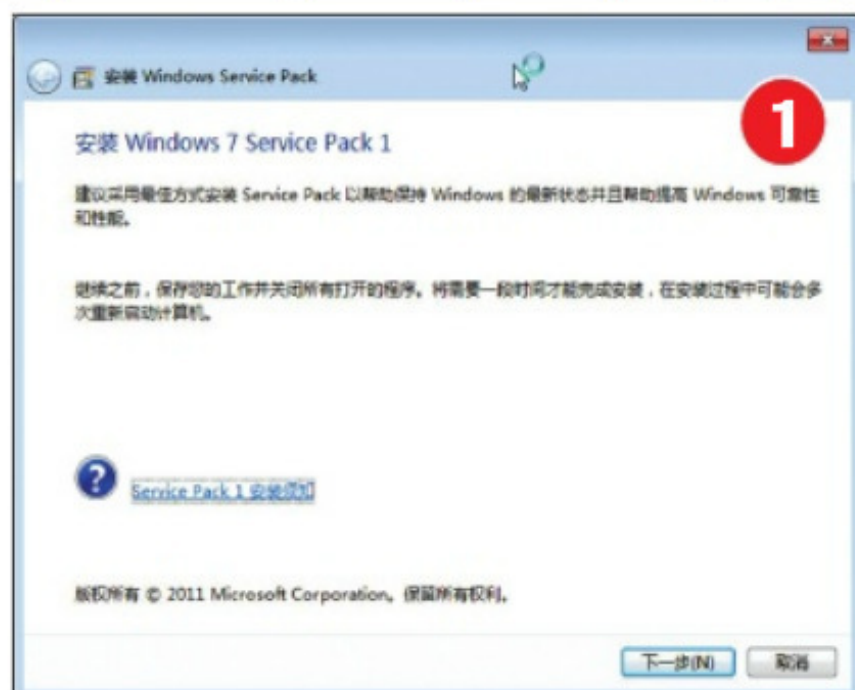 安装 Windows Service Pack
1
安装 Windows 7 Service Pack 1
建议采用最佳方式安装 Service Pack 以帮助保持 Windows 的最新状态并且帮助提高 Windows 可靠性
和性能。
继续之前，保存您的工作并关闭所有打开的程序。将需要一段时间才能完成安装，在安装过程中可能会多
次重新启动计算机。
Service Pack 1 安装须知
版权所有 © 2011 Microsoft Corporation。保留所有权利。
下一步(N) 取消